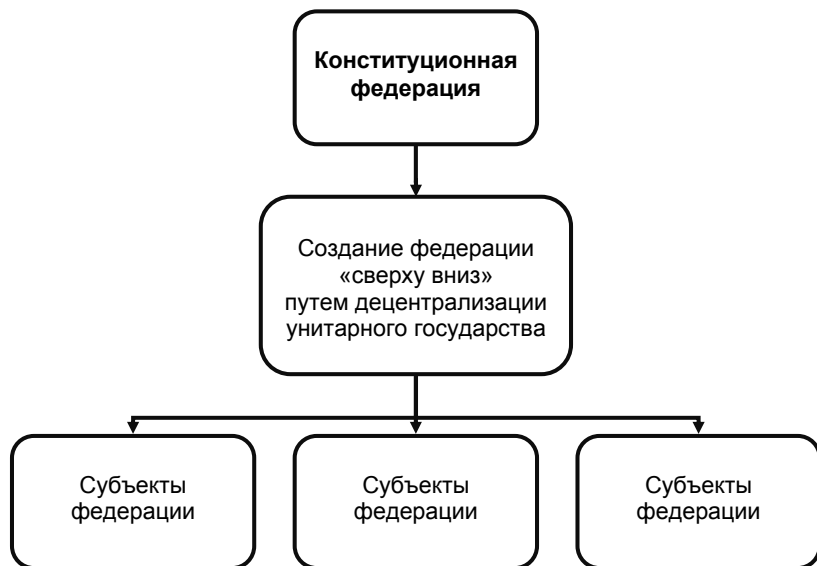 Конституционная
федерация
Создание федерации
«сверху вниз»
путем децентрализации
унитарного государства
Субъекты
федерации
Субъекты
федерации
Субъекты
федерации